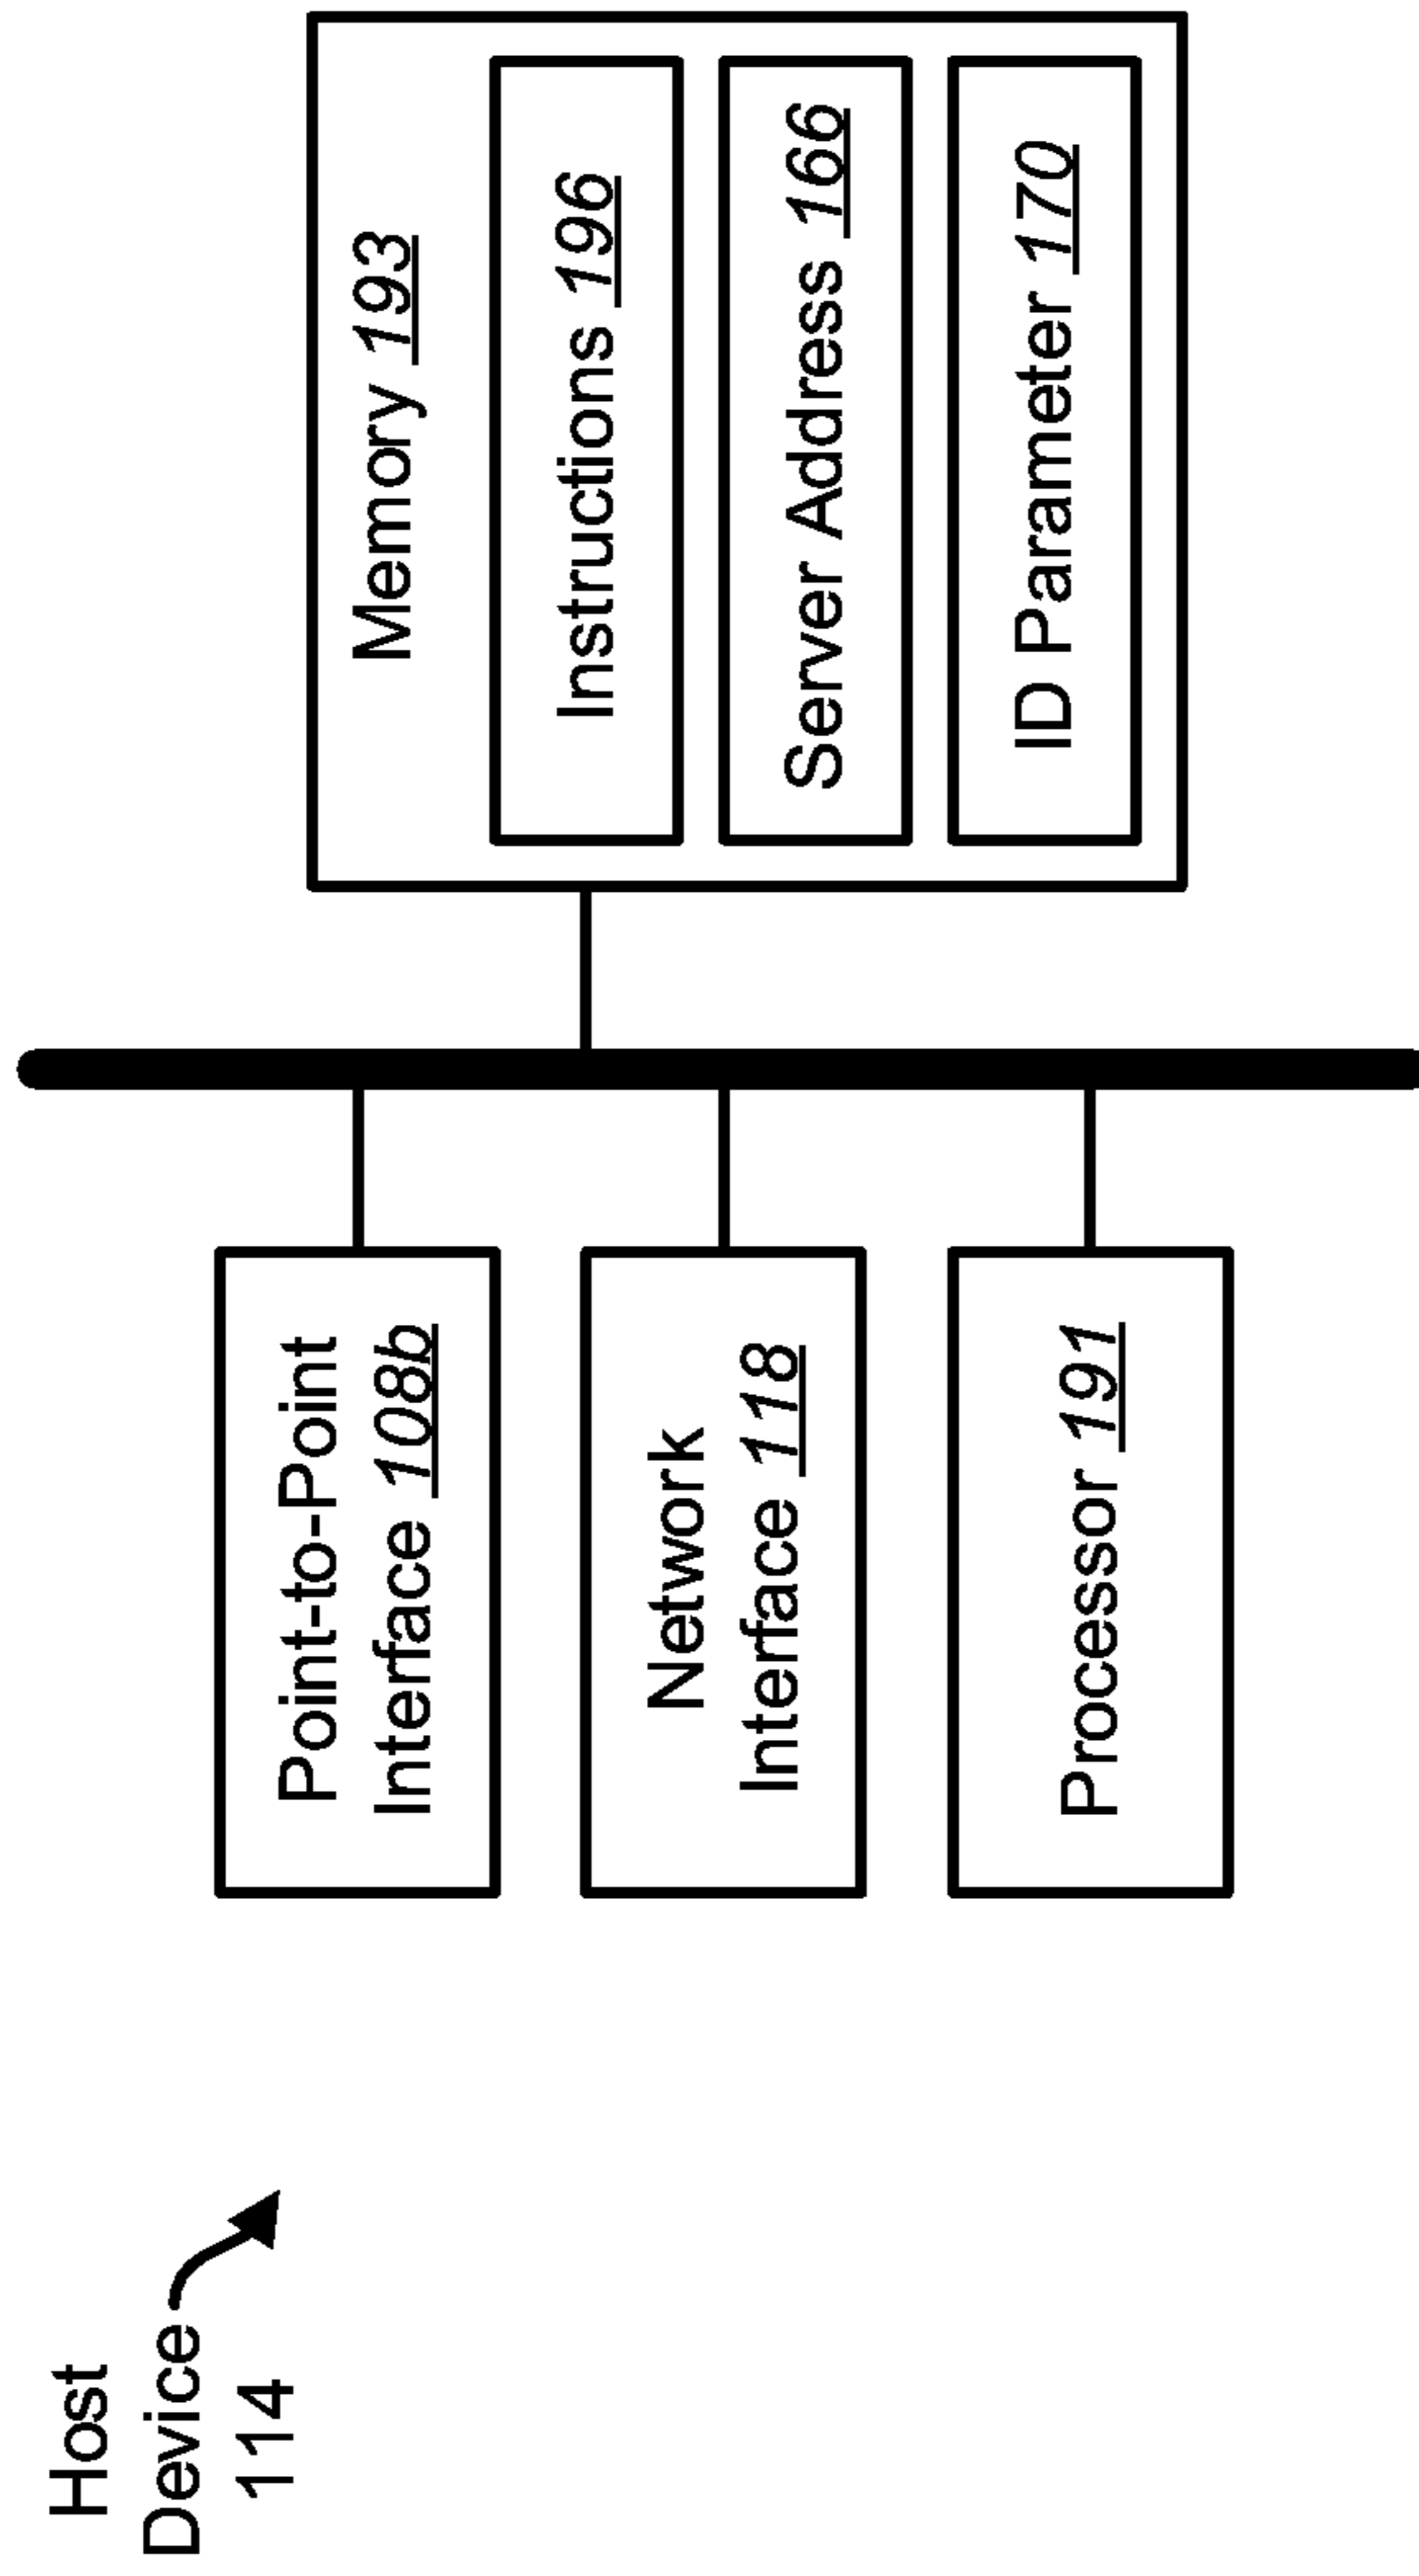 Host
Device
114
Point-to-Point
Interface 108b
Network
Interface 118
Processor 191
Memory 193
Instructions 196
Server Address 166
ID Parameter 170